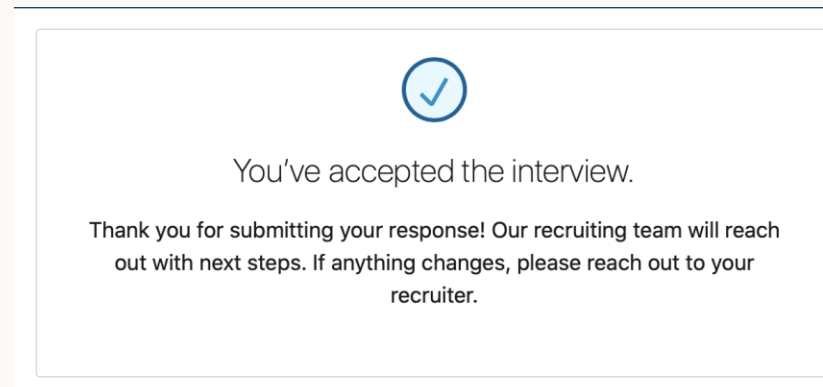 You’ve accepted the interview.
Thank you for submitting your response! Our recruiting team will reach
out with next steps. If anything changes, please reach out to your
recruiter.